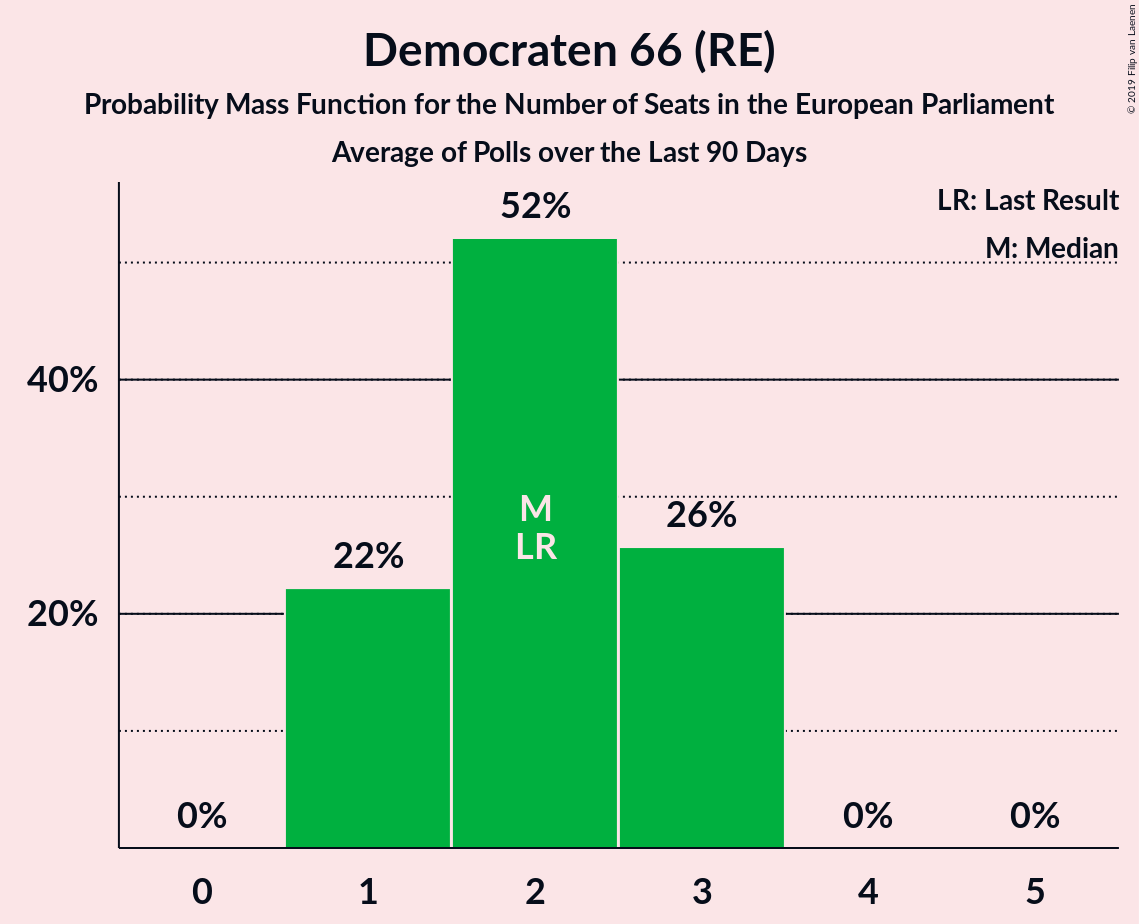 Democraten 66 (RE)
Probability Mass Function for the Number of Seats in the European Parliament
Average of Polls over the Last 90 Days
© 2019 Filip van Laenen
LR: Last Result
M: Median
52%
40%
M
LR
26%
22%
20%
0%
0%
0%
0
1
2
3
4
5